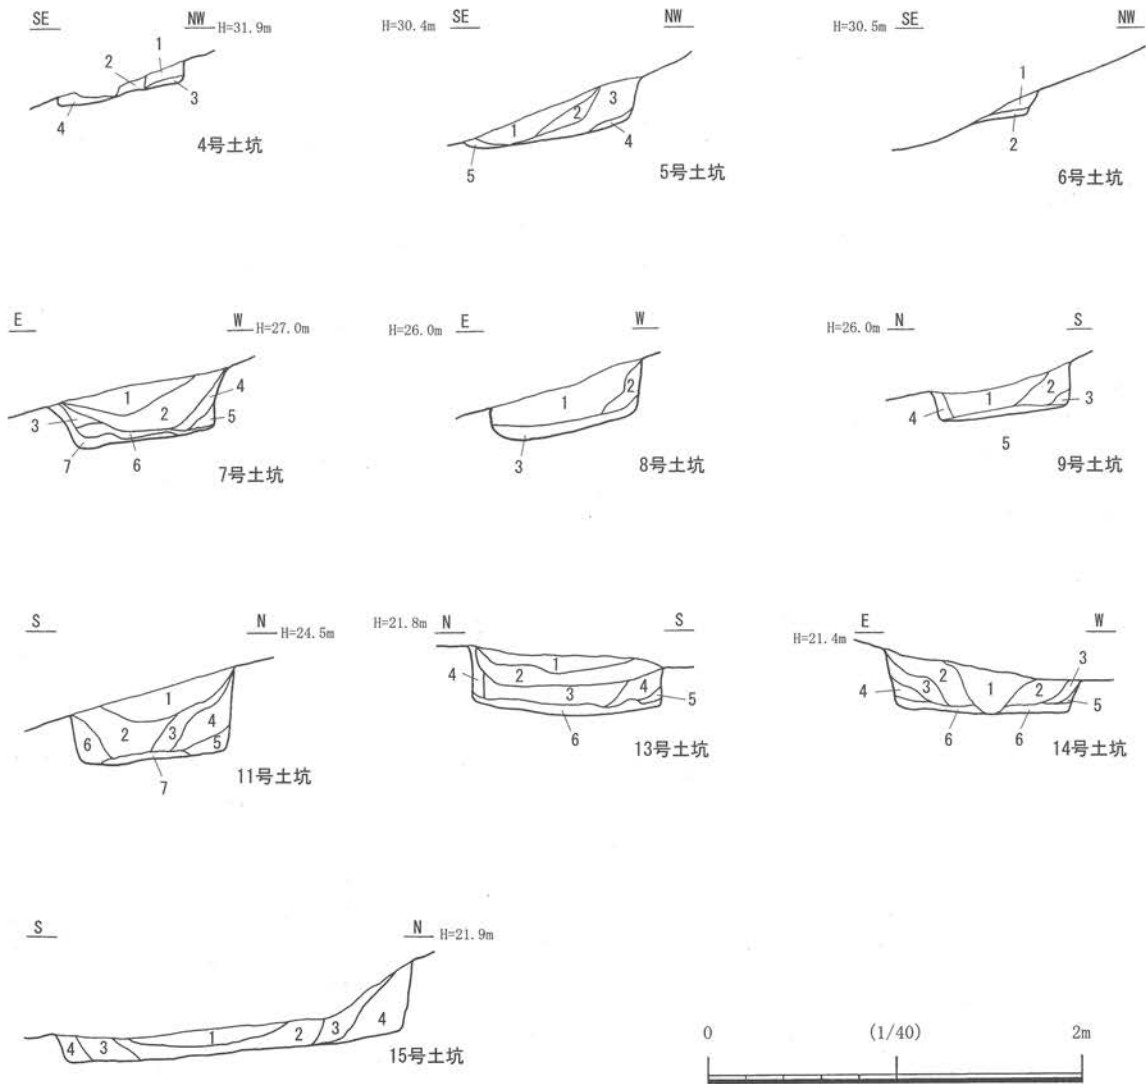 SE NW H=31.9m
1
2
3
4
4号土坑
H=30.4m SE NW
1 2 3
4
5
5号土坑
H=30.5m SE NW
1
2
6号土坑
E W H=27.0m
1
2
4
3 5
7 6
7号土坑
H=26.0m E W
1 2
3
8号土坑
H=26.0m N S
1 2
4 3
5
9号土坑
S N H=24.5m
1
2 3 4
6 5
7
11号土坑
H=21.8m N S
1
4 2
3 4
5
6
13号土坑
H=21.4m E W
3
2 1 2
4 3 5
6 6
14号土坑
S N H=21.9m
1 2 3 4
4 3
15号土坑
0 (1/40) 2m